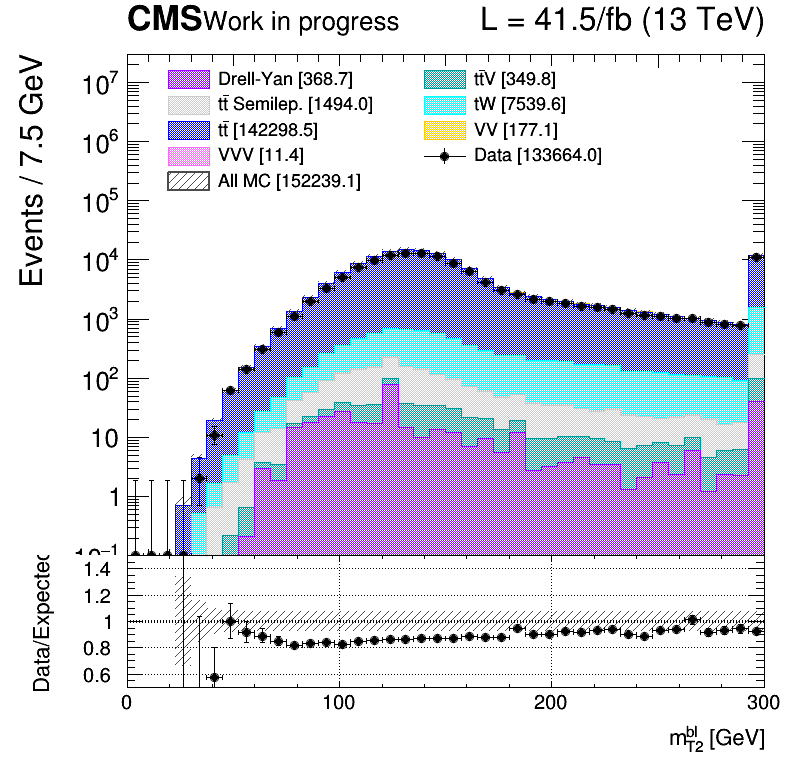 CMS Work in progress L = 41.5/fb (13 TeV)
Events / 7.5 GeV
10⁷
10⁶
10⁵
10⁴
10³
10²
10
1
10⁻¹
Drell-Yan [368.7]
tt̄ Semilep. [1494.0]
tt̄ [142298.5]
VVV [11.4]
All MC [152239.1]
tt̄V [349.8]
tW [7539.6]
VV [177.1]
Data [133664.0]
Data/Expected
1.4
1.2
1
0.8
0.6
0 100 200 300
m_{T2}^{bl} [GeV]